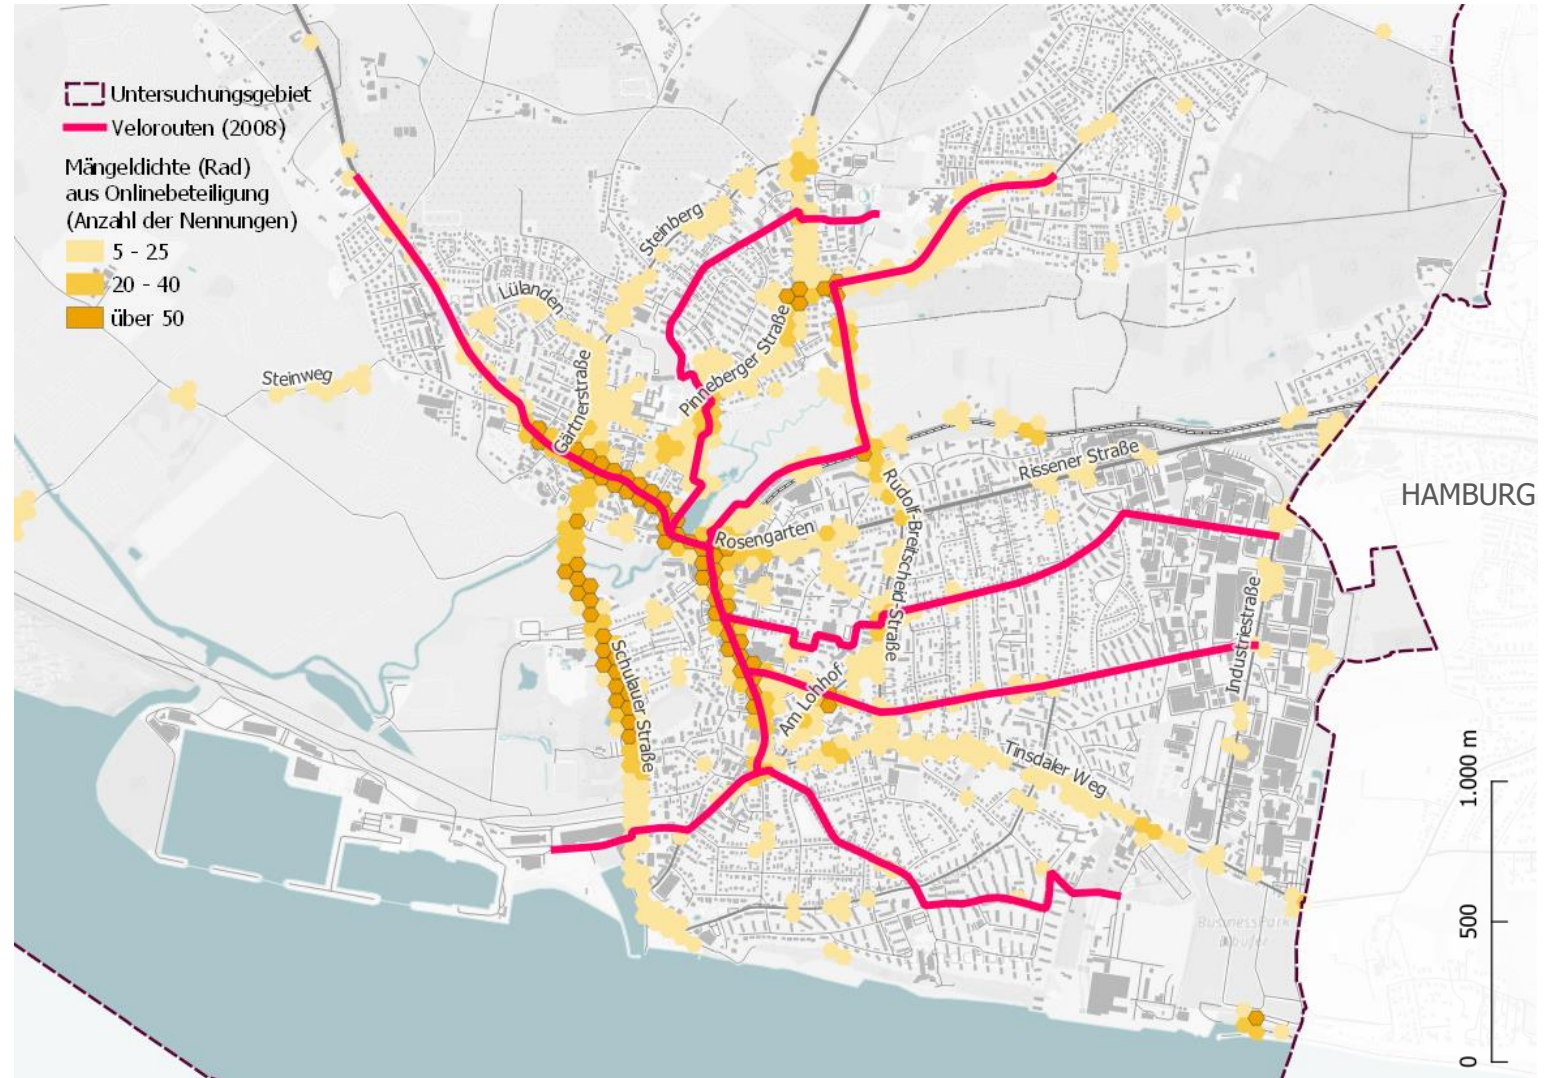 Untersuchungsgebiet
Velorouten (2008)
Mängeldichte (Rad)
aus Onlinebeteiligung
(Anzahl der Nennungen)
5 - 25
20 - 40
über 50
Steinberg
Lülanden
Steinweg
Gärtnerstraße
Pinneberger Straße
Rissener Straße
HAMBURG
Rudolf-Breitscheid-Straße
Rosengarten
Industriestraße
Schulauer Straße
Am Lohhof
Tinsdaler Weg
BusinessPark
Elbufer
1.000 m
500
0